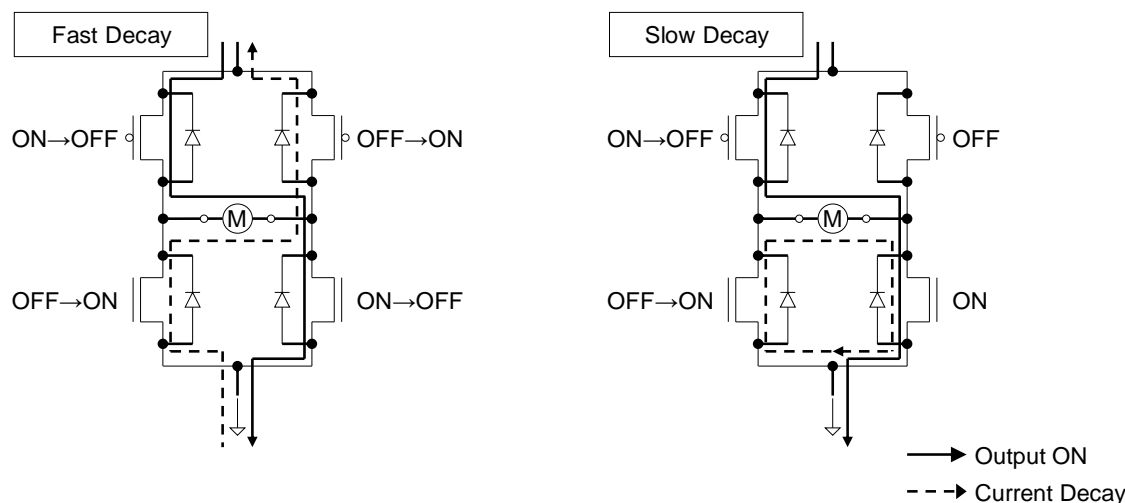 Fast Decay
ON→OFF
OFF→ON
M
OFF→ON
ON→OFF
Slow Decay
ON→OFF
OFF
M
OFF→ON
ON
Output ON
Current Decay